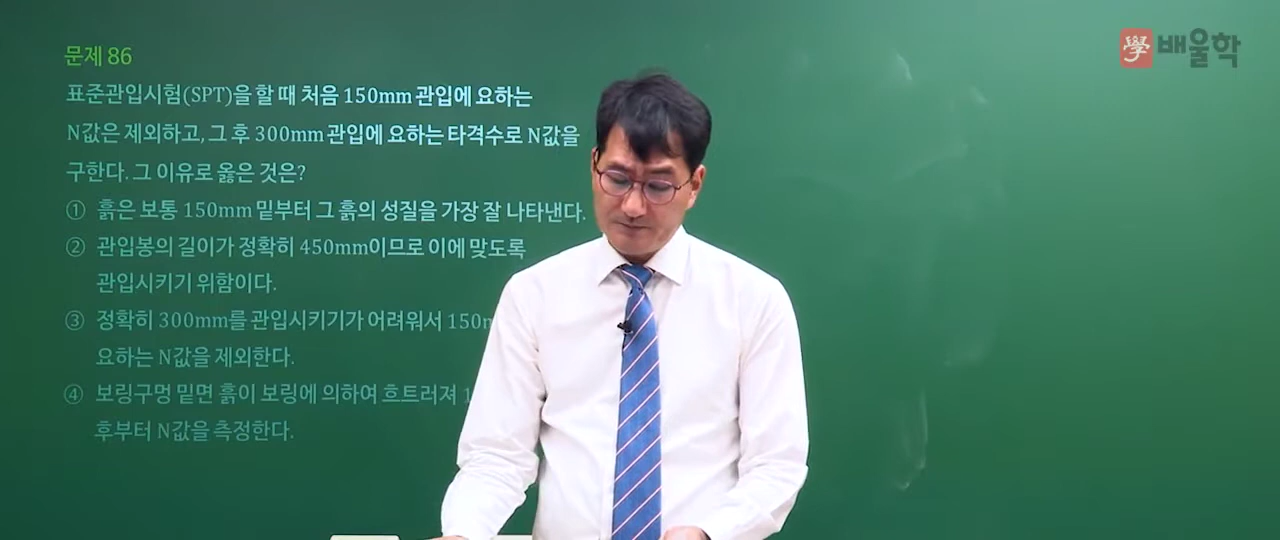 문제 86
표준관입시험(SPT)을 할 때 처음 150mm 관입에 요하는
N값은 제외하고, 그 후 300mm 관입에 요하는 타격수로 N값을
구한다. 그 이유로 옳은 것은?
① 흙은 보통 150mm 밑부터 그 흙의 성질을 가장 잘 나타낸다.
② 관입봉의 길이가 정확히 450mm이므로 이에 맞도록
관입시키기 위함이다.
③ 정확히 300mm를 관입시키기가 어려워서
요하는 N값을 제외한다.
④ 보링구멍 밑면 흙이 보링에 의하여 흐트러져
후부터 N값을 측정한다.
學 배울학